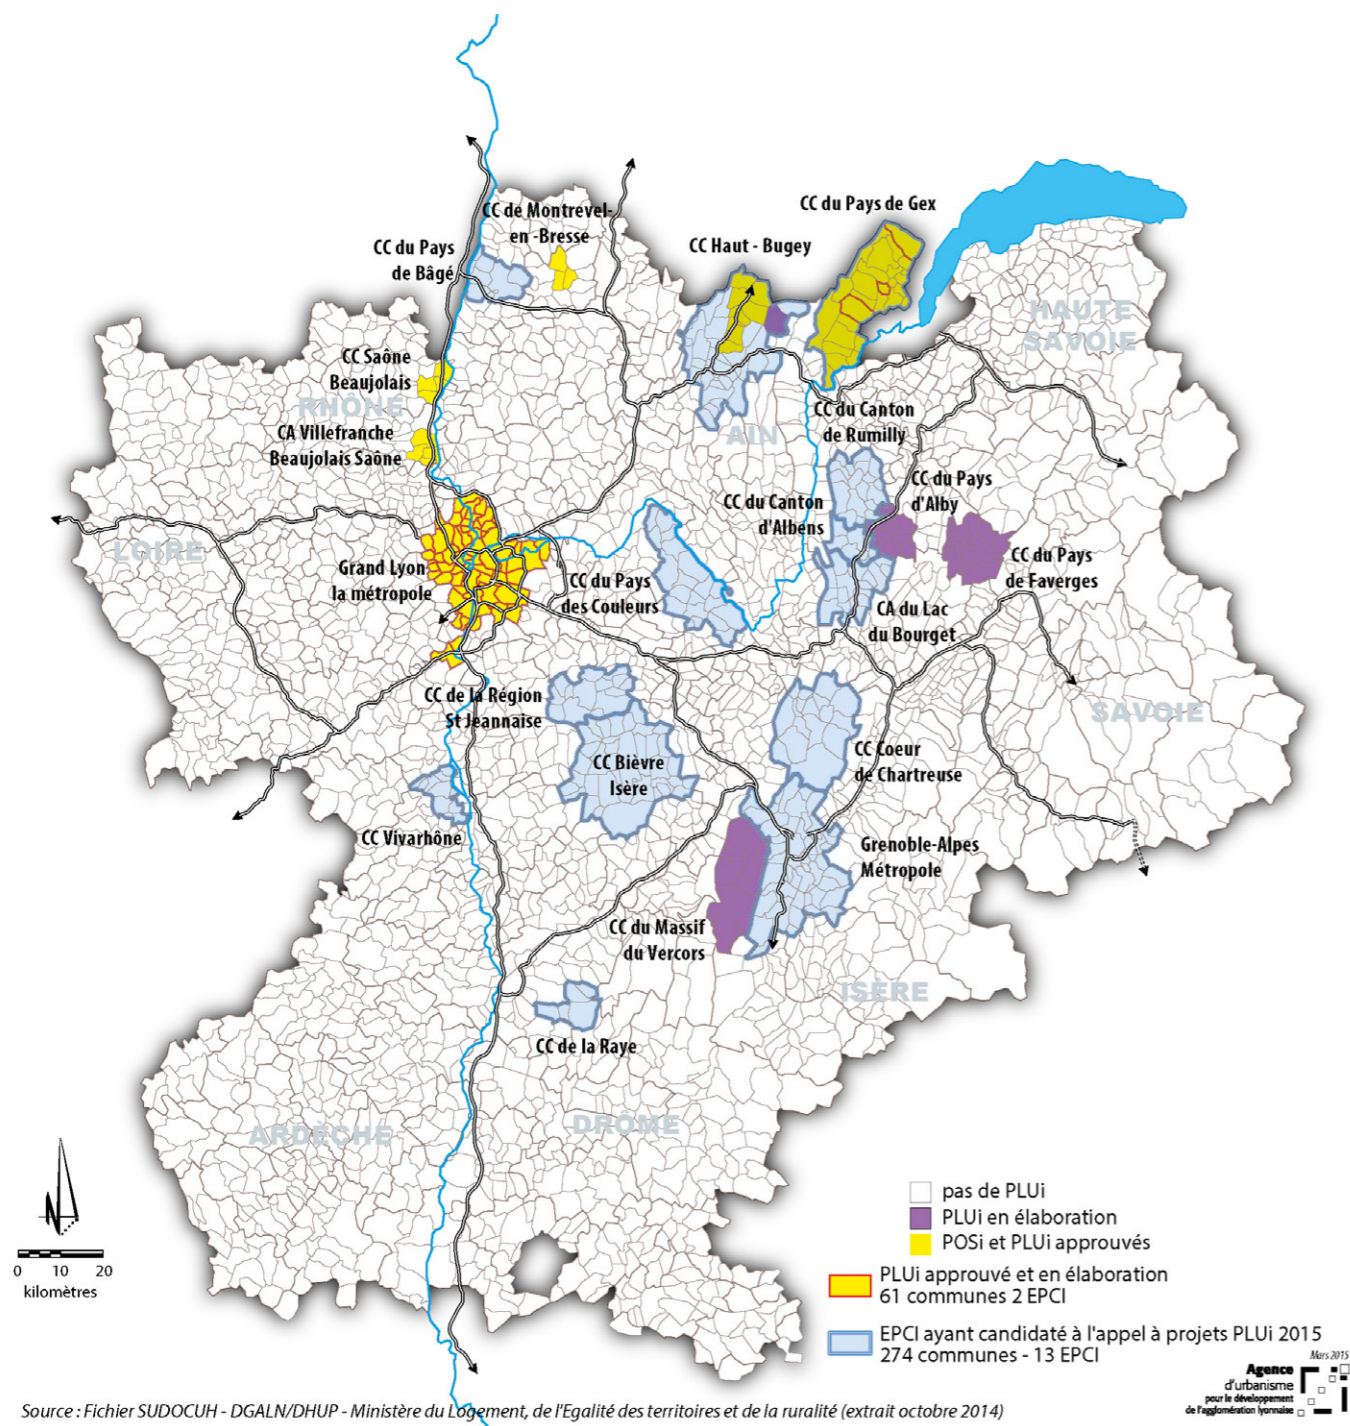 CC de Montrevel-
en -Bresse
CC du Pays
de Bâgé
CC Haut - Bugey
CC du Pays de Gex
HAUTE
SAVOIE
CC Saône
Beaujolais
RHÔNE
CA Villefranche
Beaujolais Saône
AIN
CC du Canton
de Rumilly
CC du Pays
d'Alby
CC du Canton
d'Albens
LOIRE
Grand Lyon
la métropole
CC du Pays
des Couleurs
CC du Pays
de Faverges
CA du Lac
du Bourget
CC de la Région
St Jeannaise
SAVOIE
CC Bièvre
Isère
CC Coeur
de Chartreuse
CC Vivarhône
Grenoble-Alpes
Métropole
CC du Massif
du Vercors
ISÈRE
CC de la Raye
ARDÈCHE
DRÔME
N
0 10 20
kilomètres
pas de PLUi
PLUi en élaboration
POSi et PLUi approuvés
PLUi approuvé et en élaboration
61 communes 2 EPCI
EPCI ayant candidaté à l'appel à projets PLUi 2015
274 communes - 13 EPCI
Mars 2015
Agence
d'urbanisme
pour le développement
de l'agglomération lyonnaise
Source : Fichier SUDOCUH - DGALN/DHUP - Ministère du Logement, de l'Egalité des territoires et de la ruralité (extrait octobre 2014)